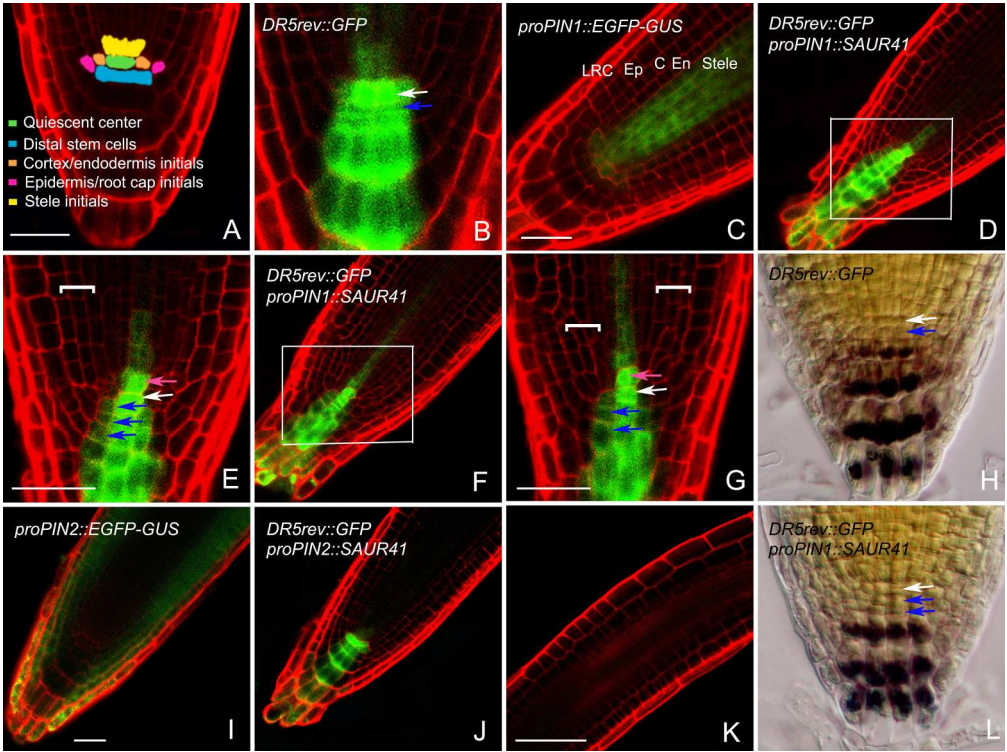 Quiescent center
Distal stem cells
Cortex/endodermis initials
Epidermis/root cap initials
Stele initials
A
DR5rev::GFP
B
proPIN1::EGFP-GUS
LRC Ep C En Stele
C
DR5rev::GFP
proPIN1::SAUR41
D
E
DR5rev::GFP
proPIN1::SAUR41
F
G
DR5rev::GFP
H
proPIN2::EGFP-GUS
I
DR5rev::GFP
proPIN2::SAUR41
J
K
DR5rev::GFP
proPIN1::SAUR41
L